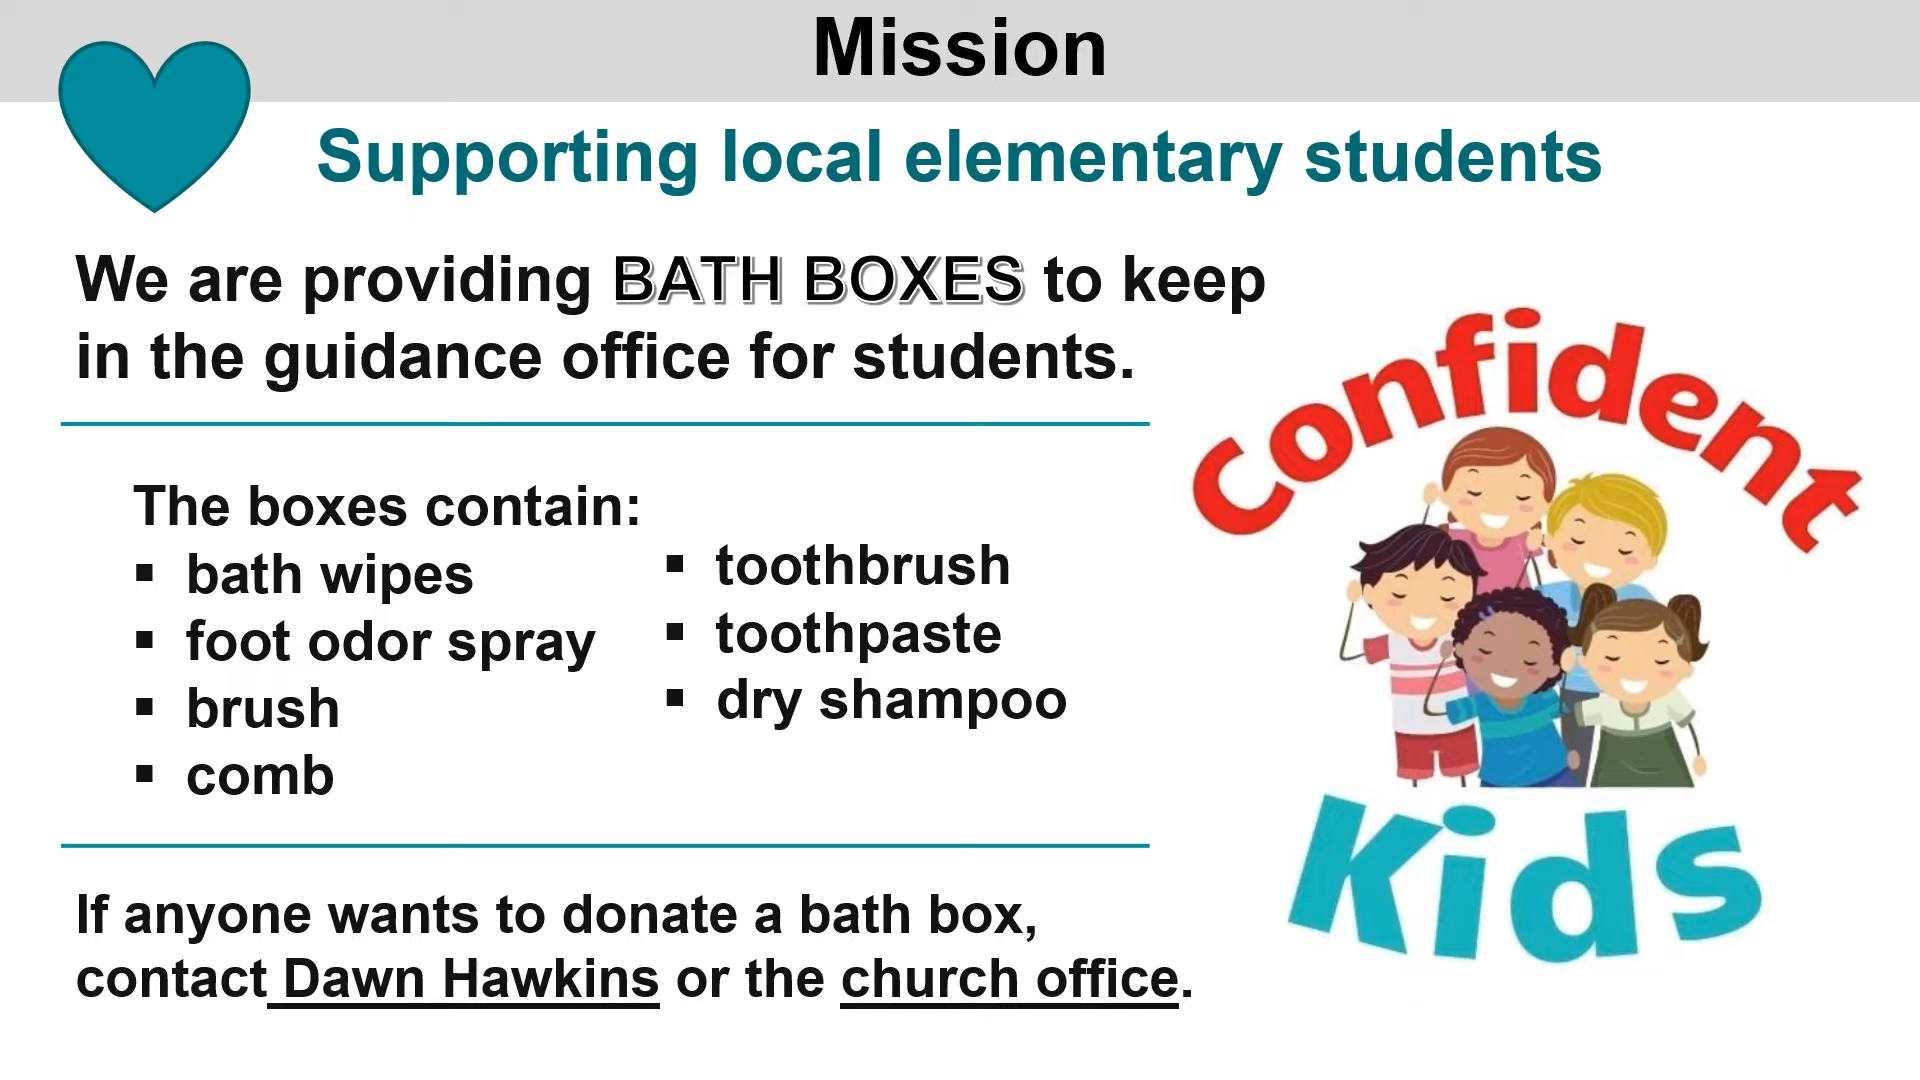 Mission
Supporting local elementary students
We are providing BATH BOXES to keep
in the guidance office for students.
The boxes contain:
▪ bath wipes
▪ foot odor spray
▪ brush
▪ comb
▪ toothbrush
▪ toothpaste
▪ dry shampoo
Confident
Kids
If anyone wants to donate a bath box,
contact Dawn Hawkins or the church office.